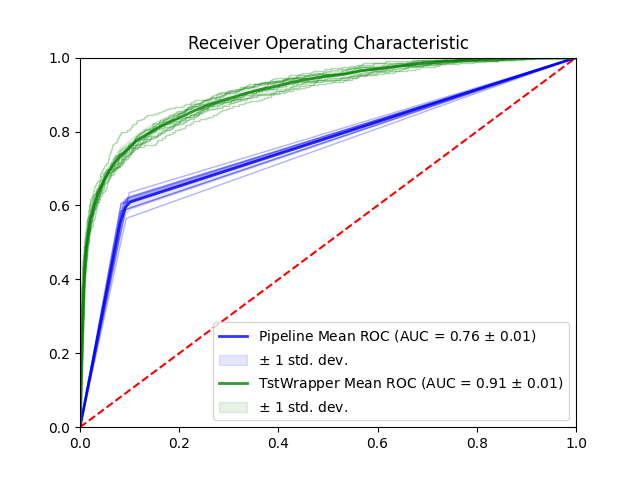 Receiver Operating Characteristic
1.0
0.8
0.6
0.4
0.2
0.0
Pipeline Mean ROC (AUC = 0.76 ± 0.01)
± 1 std. dev.
TstWrapper Mean ROC (AUC = 0.91 ± 0.01)
± 1 std. dev.
0.0 0.2 0.4 0.6 0.8 1.0